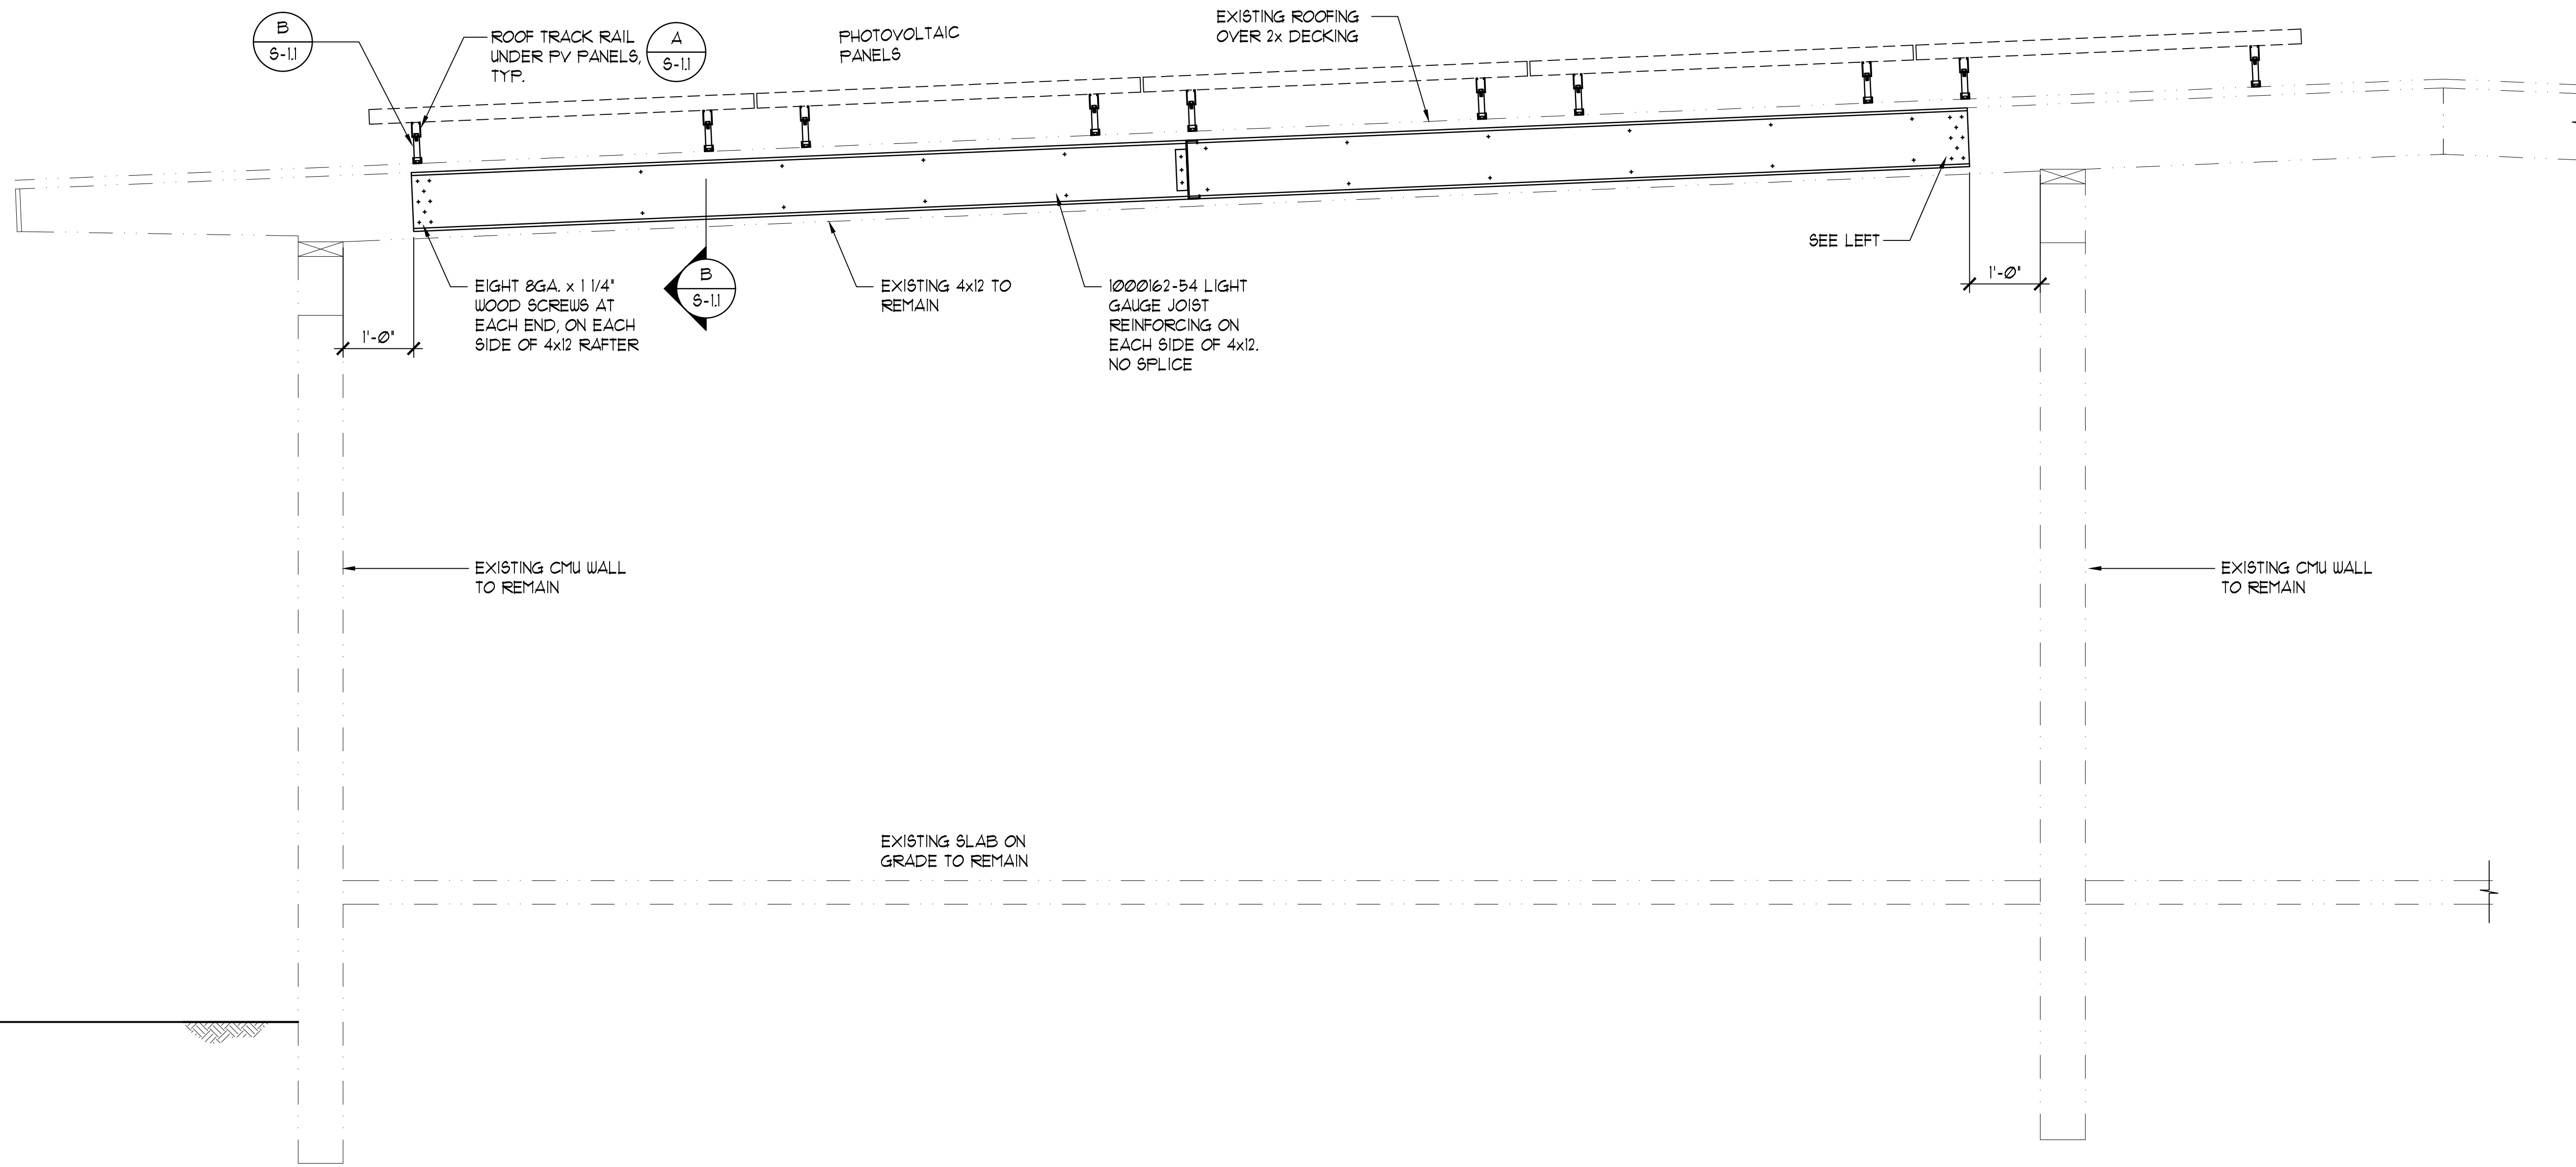 B
S-1.1
ROOF TRACK RAIL
UNDER PV PANELS,
TYP.
A
S-1.1
PHOTOVOLTAIC
PANELS
EXISTING ROOFING
OVER 2x DECKING
EIGHT 8GA. x 1 1/4"
WOOD SCREWS AT
EACH END, ON EACH
SIDE OF 4x12 RAFTER
1'-0"
B
S-1.1
EXISTING 4x12 TO
REMAIN
1000162-54 LIGHT
GAUGE JOIST
REINFORCING ON
EACH SIDE OF 4x12.
NO SPLICE
SEE LEFT
1'-0"
EXISTING CMU WALL
TO REMAIN
EXISTING CMU WALL
TO REMAIN
EXISTING SLAB ON
GRADE TO REMAIN